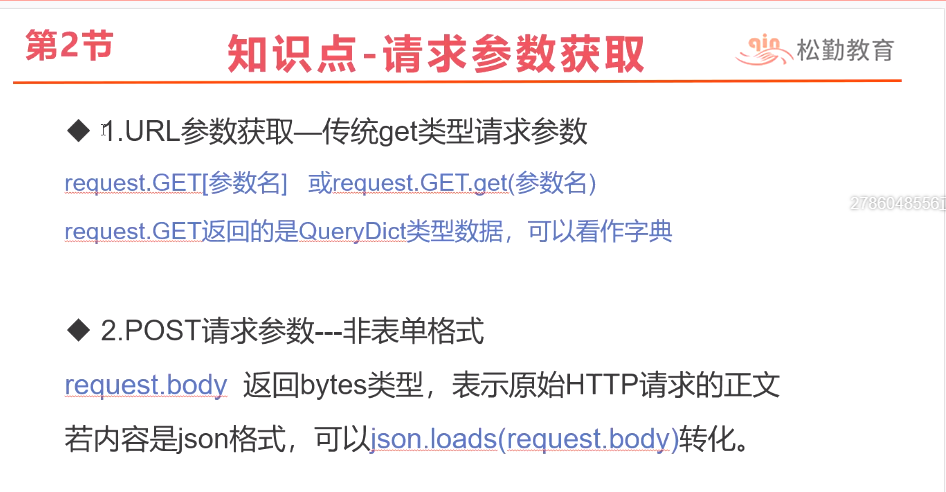 第2节
知识点-请求参数获取
qin 松勤教育
◆ 1.URL参数获取—传统get类型请求参数
request.GET[参数名] 或request.GET.get(参数名)
request.GET返回的是QueryDict类型数据，可以看作字典
2786048556
◆ 2.POST请求参数---非表单格式
request.body 返回bytes类型，表示原始HTTP请求的正文
若内容是json格式，可以json.loads(request.body)转化。